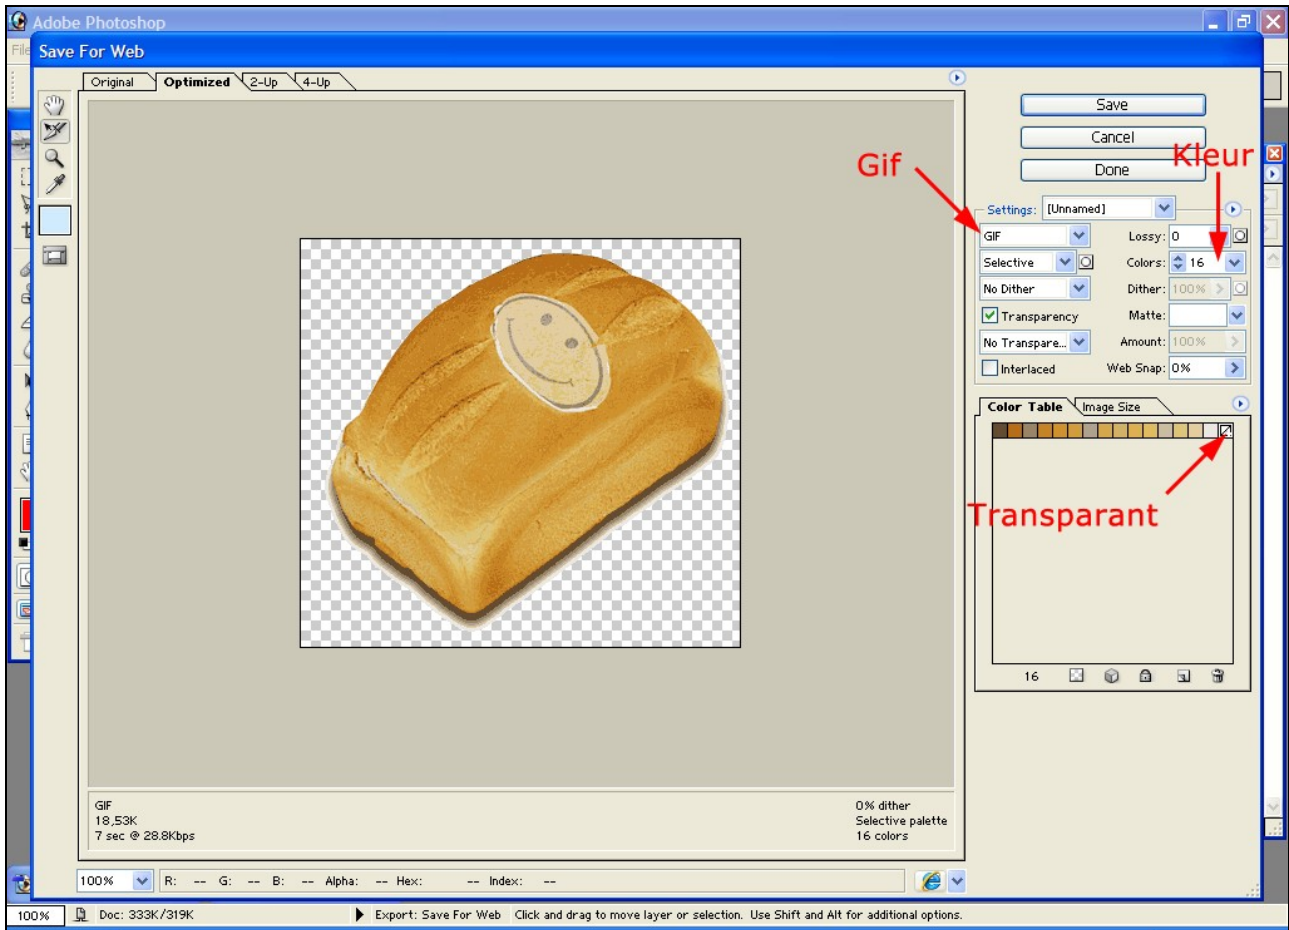 Adobe Photoshop
File
Save For Web
Original
Optimized
2-Up
4-Up
Save
Cancel
Done
Gif
Kleur
Settings:
[Unnamed]
GIF
Lossy:
0
Selective
Colors:
16
No Dither
Dither:
100%
Transparency
Matte:
No Transpare...
Amount:
100%
Interlaced
Web Snap:
0%
Color Table
Image Size
Transparant
16
GIF
18,53K
7 sec @ 28.8Kbps
0% dither
Selective palette
16 colors
100%
R: -- G: -- B: -- Alpha: -- Hex: -- Index: --
100%
Doc: 333K/319K
Export: Save For Web Click and drag to move layer or selection. Use Shift and Alt for additional options.